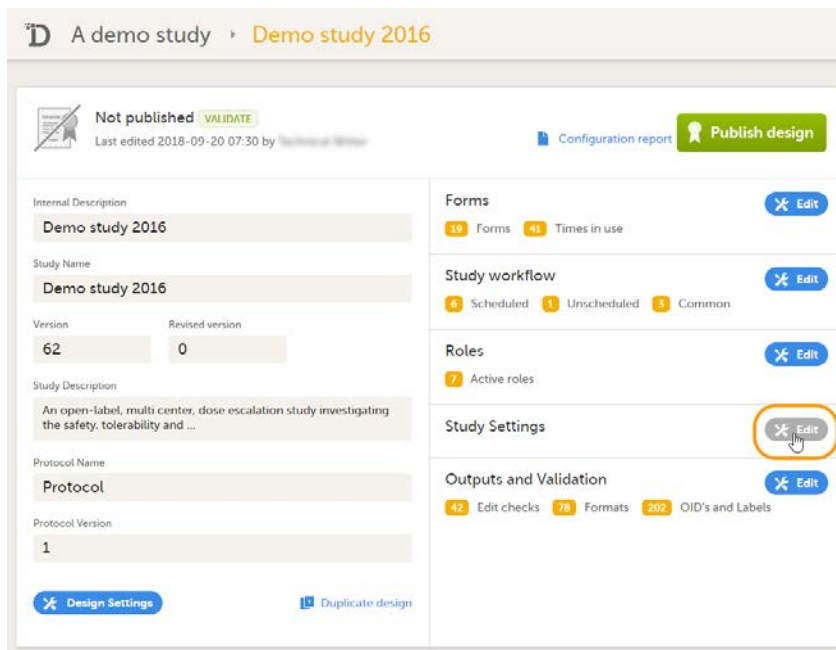 A demo study ▸ Demo study 2016
Not published VALIDATE
Last edited 2018-09-20 07:30 by
Configuration report
Publish design
Internal Description
Demo study 2016
Study Name
Demo study 2016
Version Revised version
62 0
Study Description
An open-label, multi center, dose escalation study investigating
the safety, tolerability and ...
Protocol Name
Protocol
Protocol Version
1
Design Settings
Duplicate design
Forms
Edit
19 Forms 41 Times in use
Study workflow
Edit
6 Scheduled 1 Unscheduled 3 Common
Roles
Edit
7 Active roles
Study Settings
Edit
Outputs and Validation
Edit
42 Edit checks 78 Formats 202 OID's and Labels